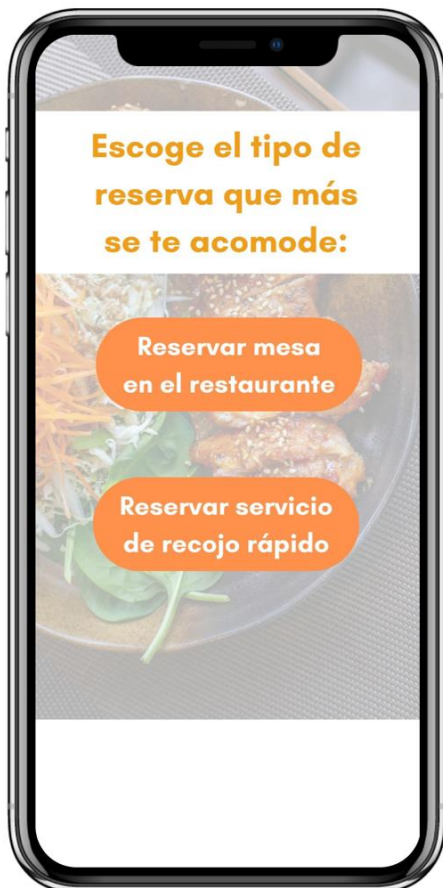 Escoge el tipo de
reserva que más
se te acomode:
Reservar mesa
en el restaurante
Reservar servicio
de recojo rápido